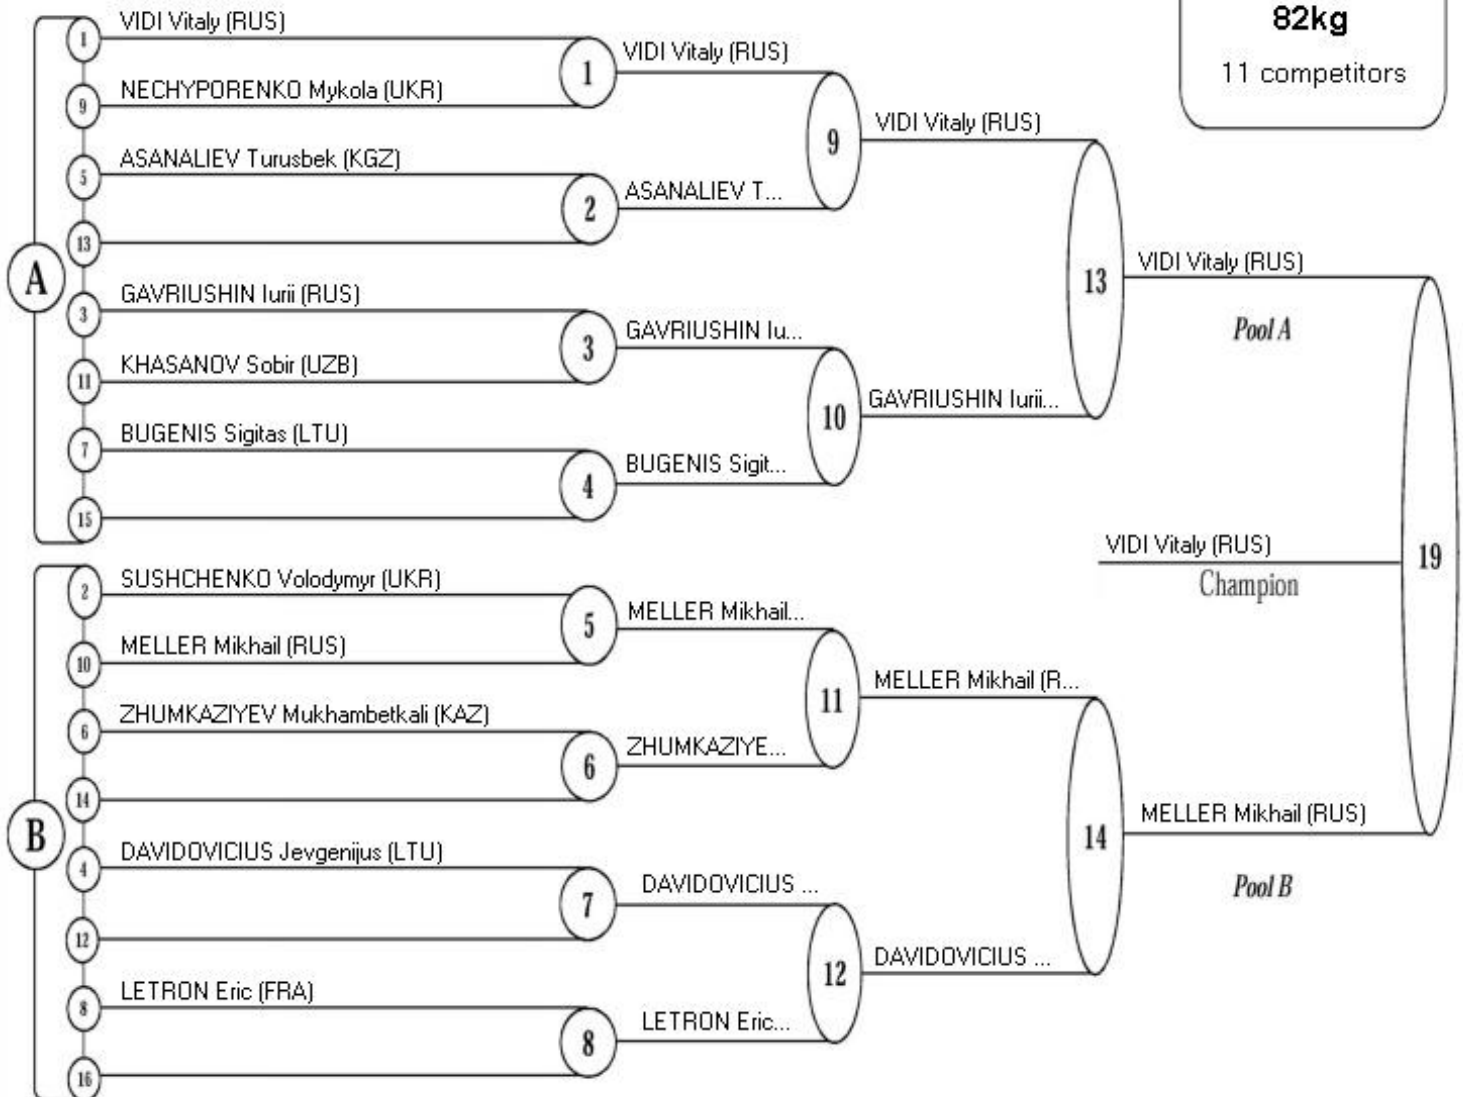 82kg
11 competitors
A
1
VIDI Vitaly (RUS)
9
NECHYPORENKO Mykola (UKR)
1
VIDI Vitaly (RUS)
5
ASANALIEV Turusbek (KGZ)
13
2
ASANALIEV T...
9
VIDI Vitaly (RUS)
3
GAVRIUSHIN Iurii (RUS)
11
KHASANOV Sobir (UZB)
3
GAVRIUSHIN Iu...
7
BUGENIS Sigitas (LTU)
15
4
BUGENIS Sigit...
10
GAVRIUSHIN Iurii...
13
VIDI Vitaly (RUS)
Pool A
B
2
SUSHCHENKO Volodymyr (UKR)
10
MELLER Mikhail (RUS)
5
MELLER Mikhail...
6
ZHUMKAZIYEV Mukhambetkali (KAZ)
14
6
ZHUMKAZIYE...
11
MELLER Mikhail (R...
4
DAVIDOVICIUS Jevgenijus (LTU)
12
7
DAVIDOVICIUS ...
8
LETRON Eric (FRA)
16
8
LETRON Eric...
12
DAVIDOVICIUS ...
14
MELLER Mikhail (RUS)
Pool B
19
VIDI Vitaly (RUS)
Champion